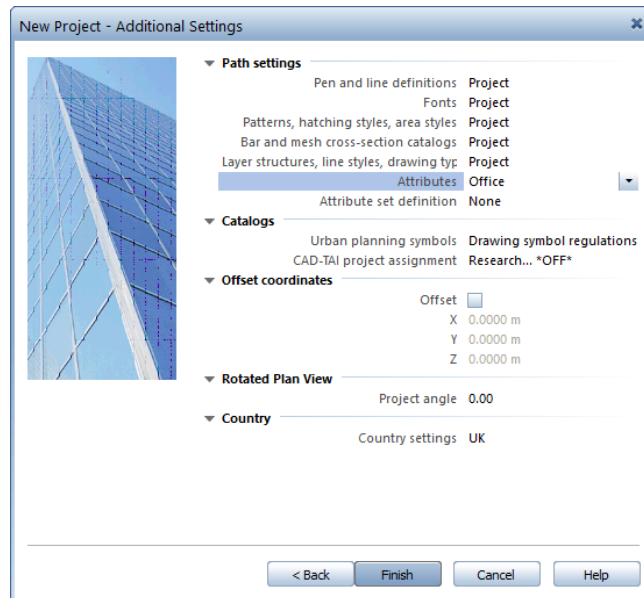 New Project - Additional Settings
Path settings
Pen and line definitions Project
Fonts Project
Patterns, hatching styles, area styles Project
Bar and mesh cross-section catalogs Project
Layer structures, line styles, drawing typ Project
Attributes Office
Attribute set definition None
Catalogs
Urban planning symbols Drawing symbol regulations
CAD-TAI project assignment Research... *OFF*
Offset coordinates
Offset
X 0.0000 m
Y 0.0000 m
Z 0.0000 m
Rotated Plan View
Project angle 0.00
Country
Country settings UK
< Back Finish Cancel Help